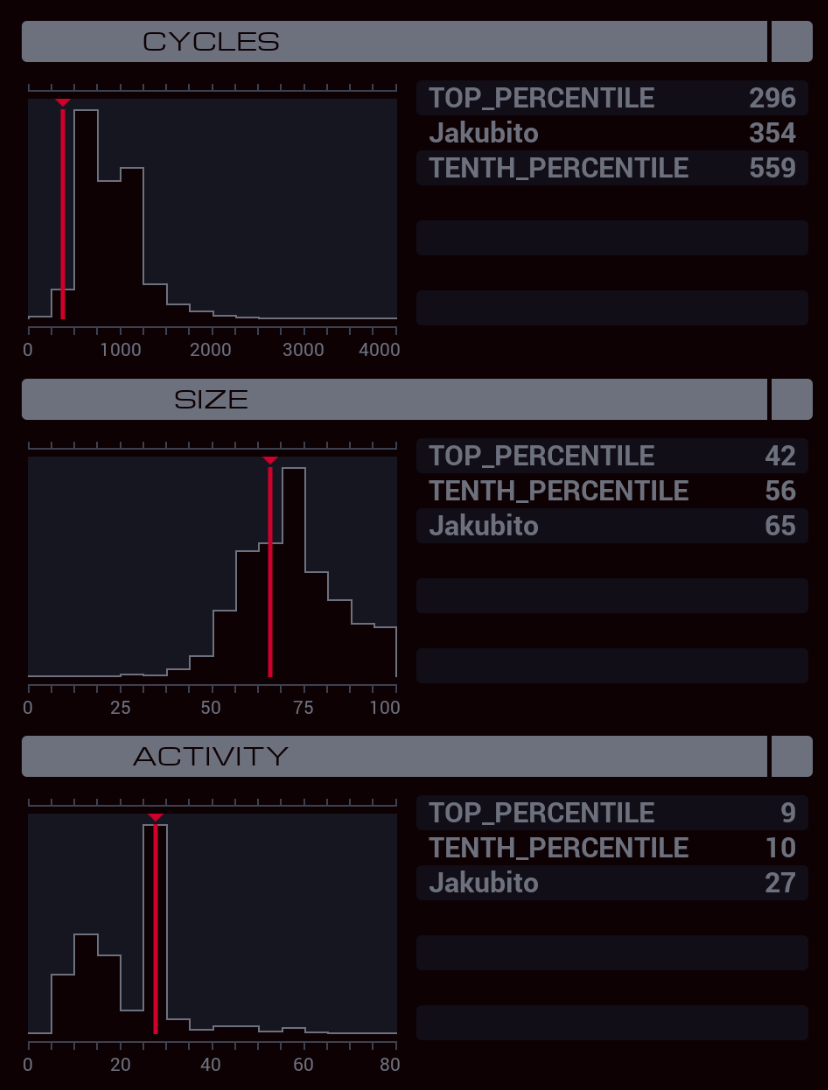 CYCLES
TOP_PERCENTILE 296
Jakubito 354
TENTH_PERCENTILE 559
0 1000 2000 3000 4000
SIZE
TOP_PERCENTILE 42
TENTH_PERCENTILE 56
Jakubito 65
0 25 50 75 100
ACTIVITY
TOP_PERCENTILE 9
TENTH_PERCENTILE 10
Jakubito 27
0 20 40 60 80